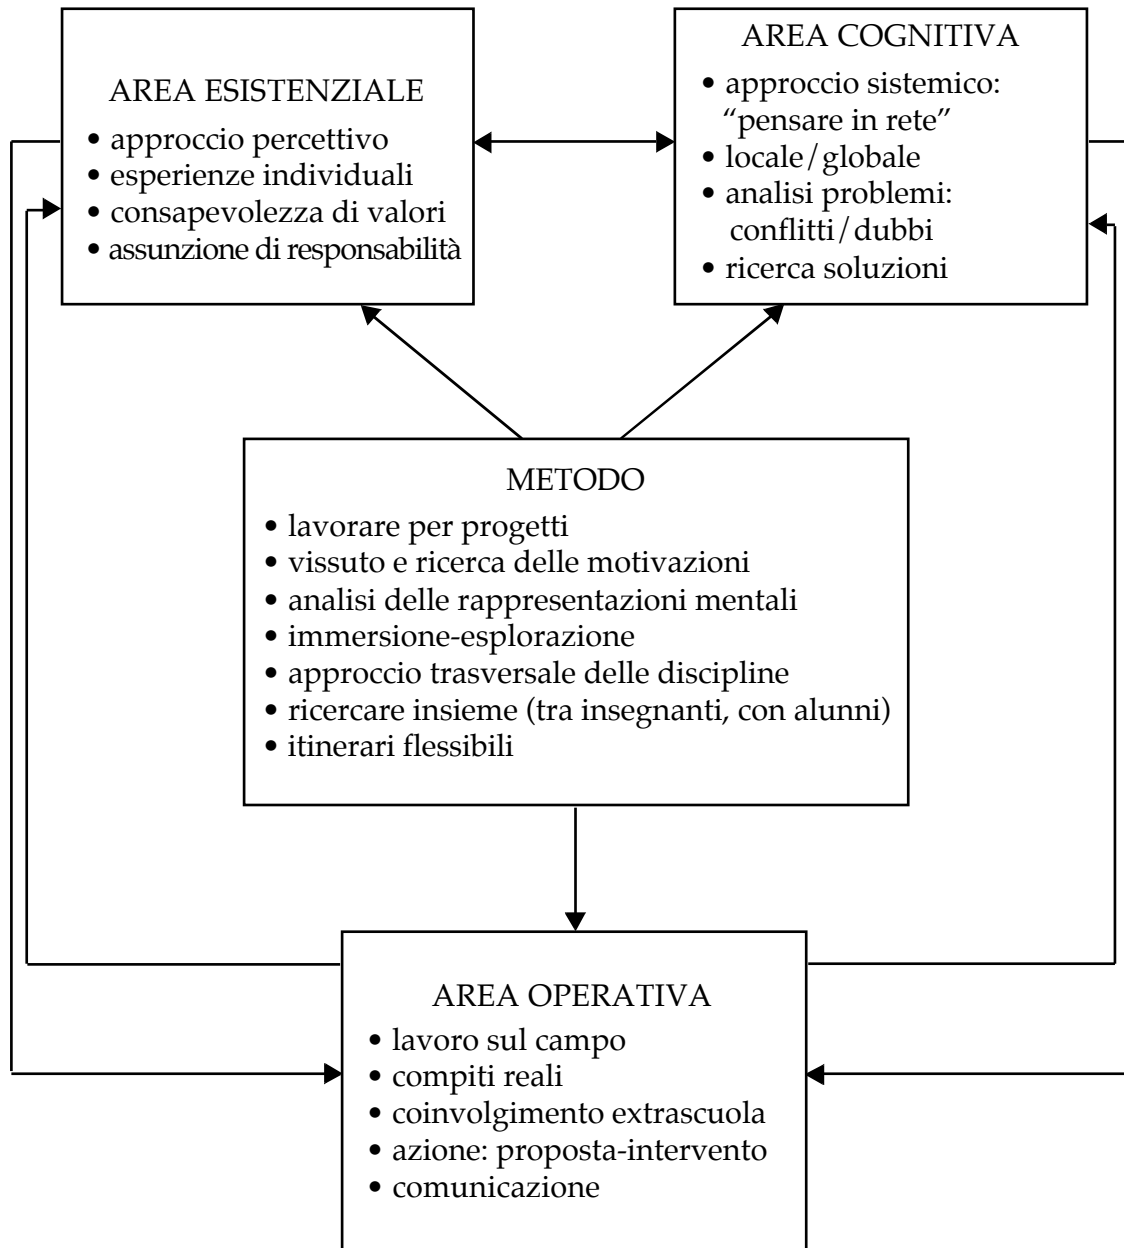 AREA ESISTENZIALE
• approccio percettivo
• esperienze individuali
• consapevolezza di valori
• assunzione di responsabilità
AREA COGNITIVA
• approccio sistemico:
“pensare in rete”
• locale/globale
• analisi problemi:
conflitti/dubbi
• ricerca soluzioni
METODO
• lavorare per progetti
• vissuto e ricerca delle motivazioni
• analisi delle rappresentazioni mentali
• immersione-esplorazione
• approccio trasversale delle discipline
• ricercare insieme (tra insegnanti, con alunni)
• itinerari flessibili
AREA OPERATIVA
• lavoro sul campo
• compiti reali
• coinvolgimento extrascuola
• azione: proposta-intervento
• comunicazione